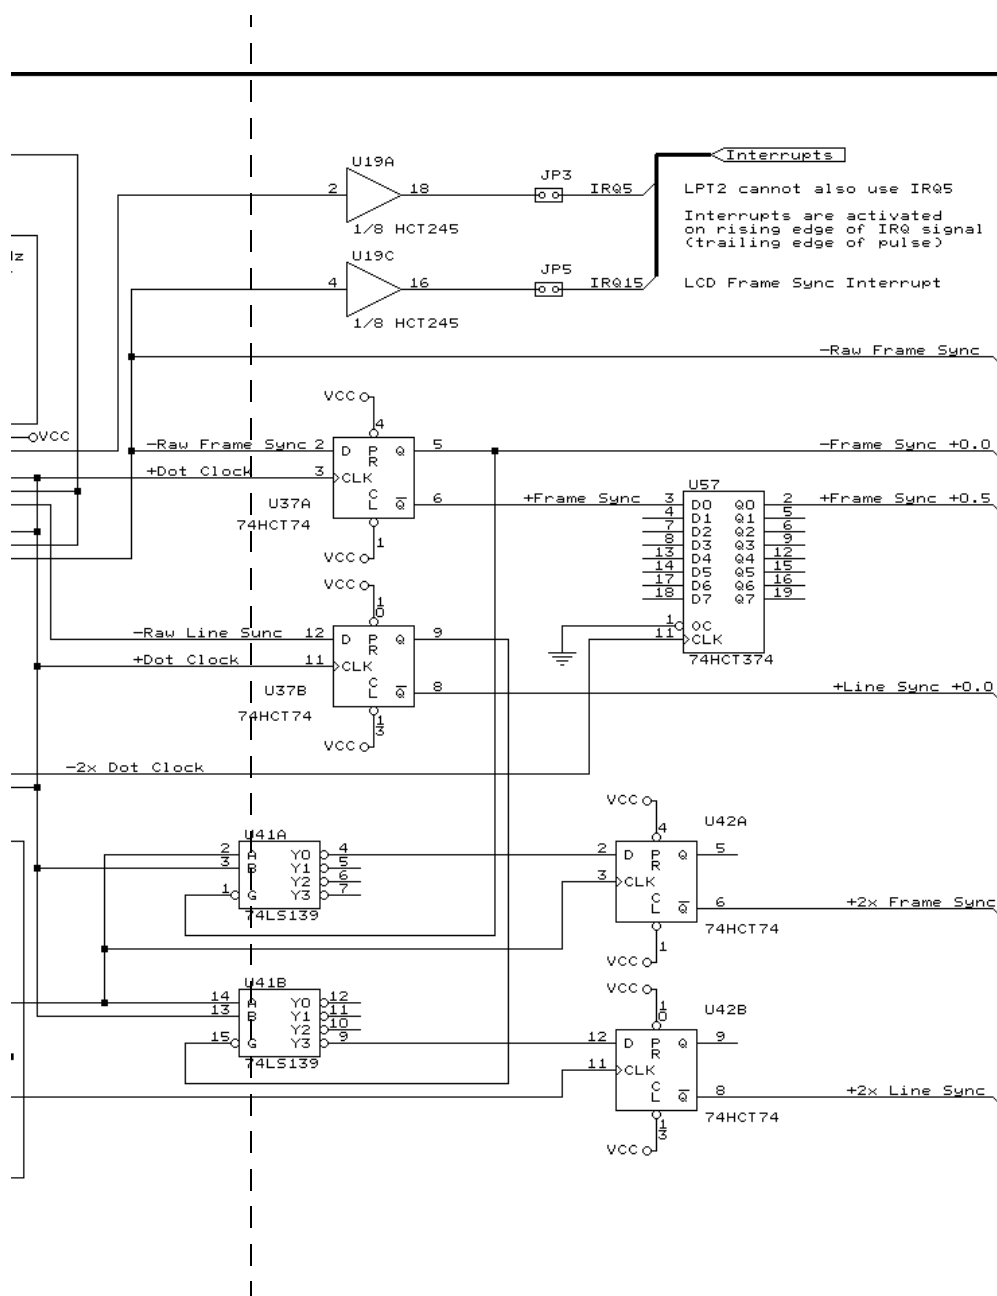 Interrupts
U19A
2
18
1/8 HCT245
JP3
IRQ5
LPT2 cannot also use IRQ5
Interrupts are activated
on rising edge of IRQ signal
(trailing edge of pulse)
U19C
4
16
1/8 HCT245
JP5
IRQ15
LCD Frame Sync Interrupt
Iz
-Raw Frame Sync
VCC
VCC
4
-Raw Frame Sync 2
D PR Q
5
-Frame Sync +0.0
+Dot Clock 3
CLK
CL Q
6
+Frame Sync
U37A
74HCT74
1
VCC
U57
3 D0 Q0 2
+Frame Sync +0.5
4 D1 Q1 5
7 D2 Q2 6
8 D3 Q3 9
13 D4 Q4 12
14 D5 Q5 15
17 D6 Q6 16
18 D7 Q7 19
1 OC
11 CLK
74HCT374
VCC
10
-Raw Line Sync 12
D PR Q
9
+Dot Clock 11
CLK
CL Q
8
+Line Sync +0.0
U37B
74HCT74
13
VCC
-2x Dot Clock
U41A
2 A Y0 4
3 B Y1 5
Y2 6
1 G Y3 7
74LS139
VCC
4
U42A
2 D PR Q 5
3 CLK
CL Q 6
+2x Frame Sync
74HCT74
1
VCC
U41B
14 A Y0 12
13 B Y1 11
Y2 10
15 G Y3 9
74LS139
VCC
10
U42B
12 D PR Q 9
11 CLK
CL Q 8
+2x Line Sync
74HCT74
13
VCC